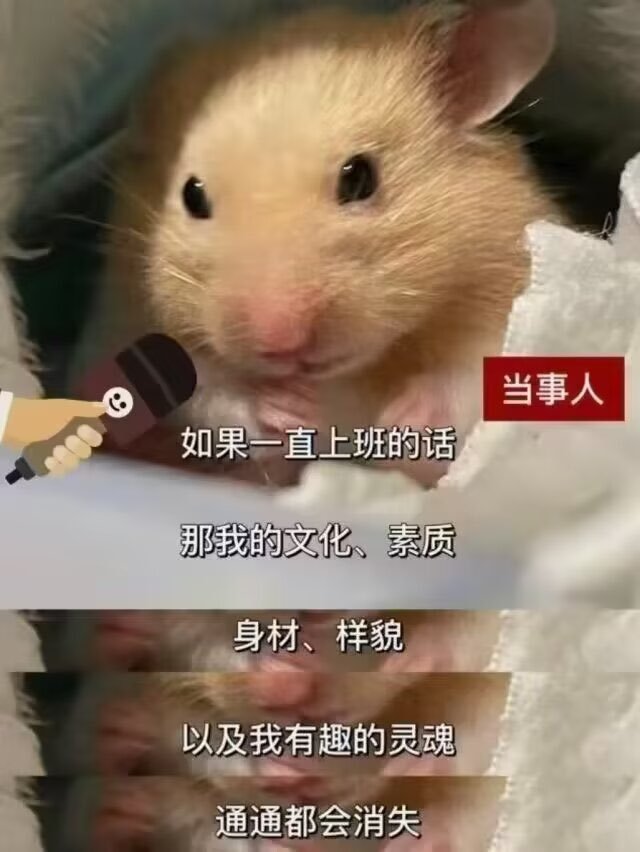 当事人
如果一直上班的话
那我的文化、素质
身材、样貌
以及我有趣的灵魂
通通都会消失